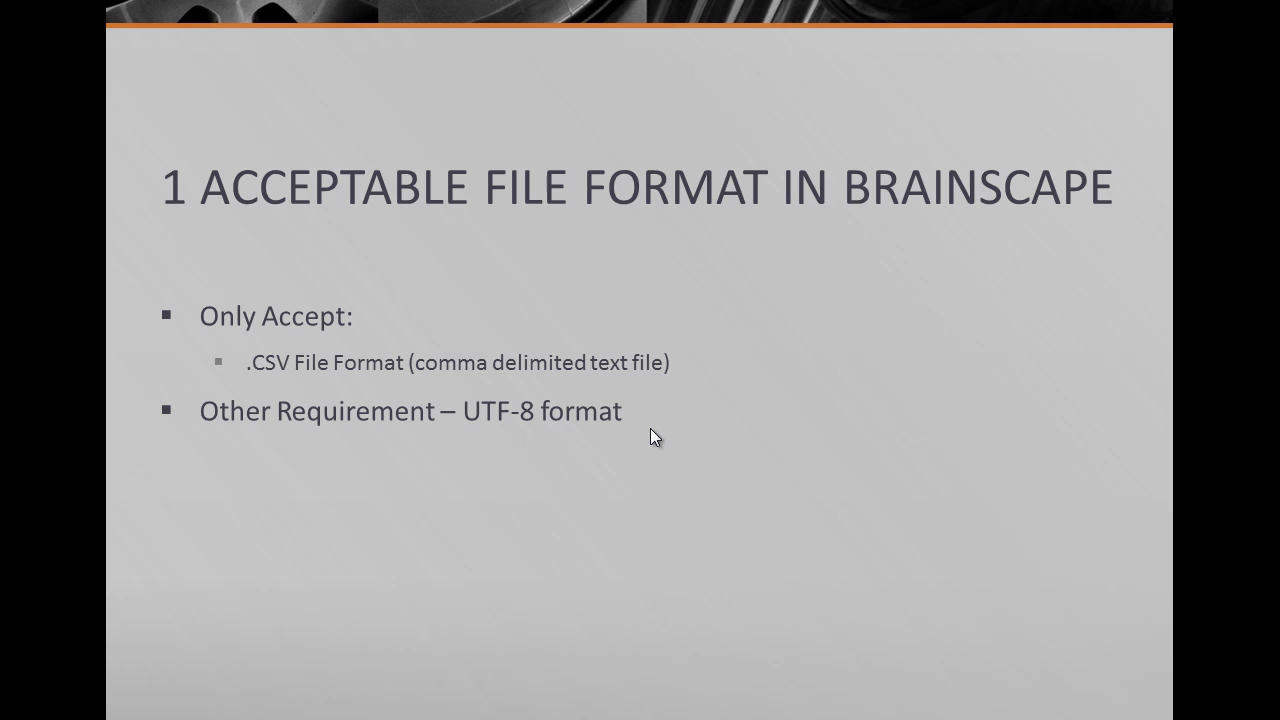 1 ACCEPTABLE FILE FORMAT IN BRAINSCAPE
Only Accept:
.CSV File Format (comma delimited text file)
Other Requirement – UTF-8 format